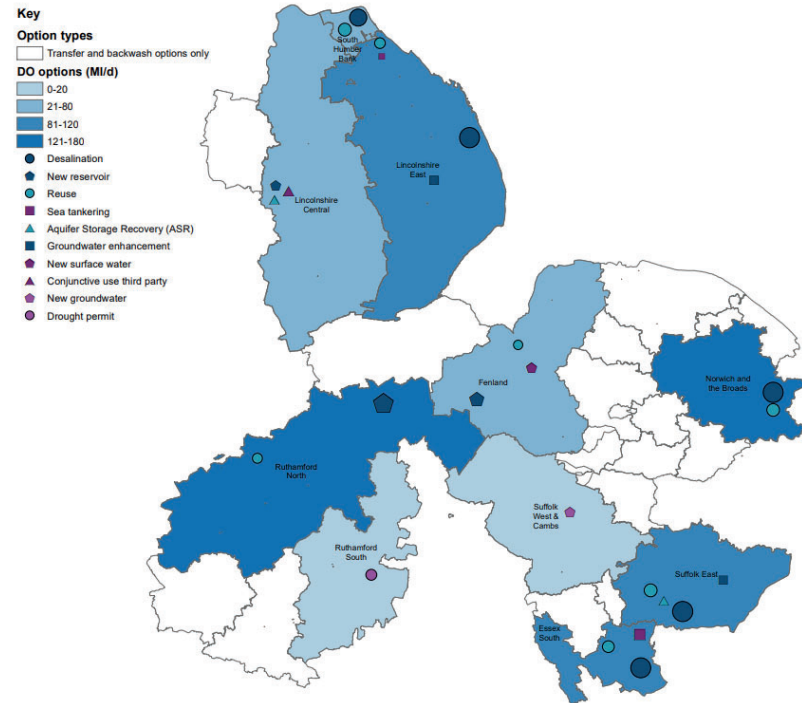 Key
Option types
Transfer and backwash options only
DO options (Ml/d)
0-20
21-80
81-120
121-180
Desalination
New reservoir
Reuse
Sea tankering
Aquifer Storage Recovery (ASR)
Groundwater enhancement
New surface water
Conjunctive use third party
New groundwater
Drought permit
South
Humber
Bank
Lincolnshire
East
Lincolnshire
Central
Norwich and
the Broads
Fenland
Ruthamford
North
Suffolk
West &
Cambs
Ruthamford
South
Suffolk East
Essex
South